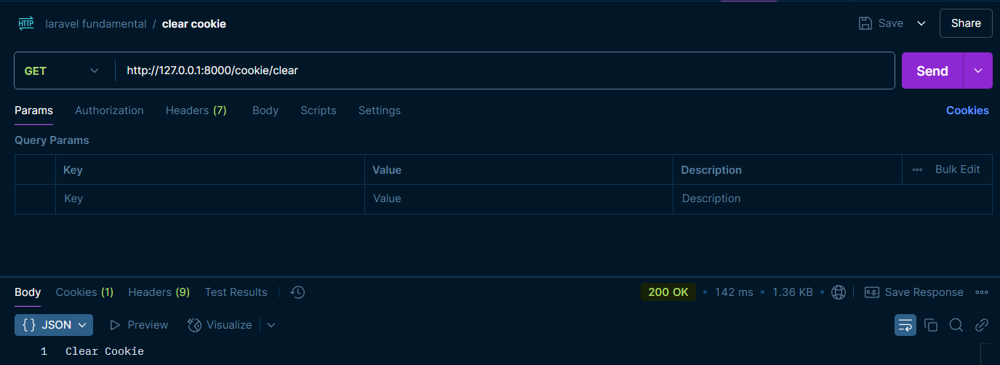 HTTP laravel fundamental / clear cookie Save Share
GET http://127.0.0.1:8000/cookie/clear Send
Params Authorization Headers (7) Body Scripts Settings Cookies
Query Params
Key Value Description Bulk Edit
Key Value Description
Body Cookies (1) Headers (9) Test Results 200 OK • 142 ms • 1.36 KB • e.g. Save Response
{} JSON Preview Visualize
1 Clear Cookie